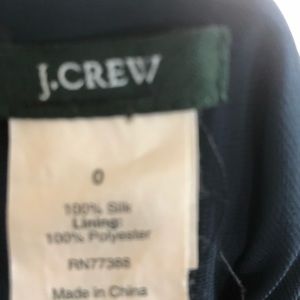 J.CREW
0
100% Silk
Lining:
100% Polyester
RN77388
Made in China